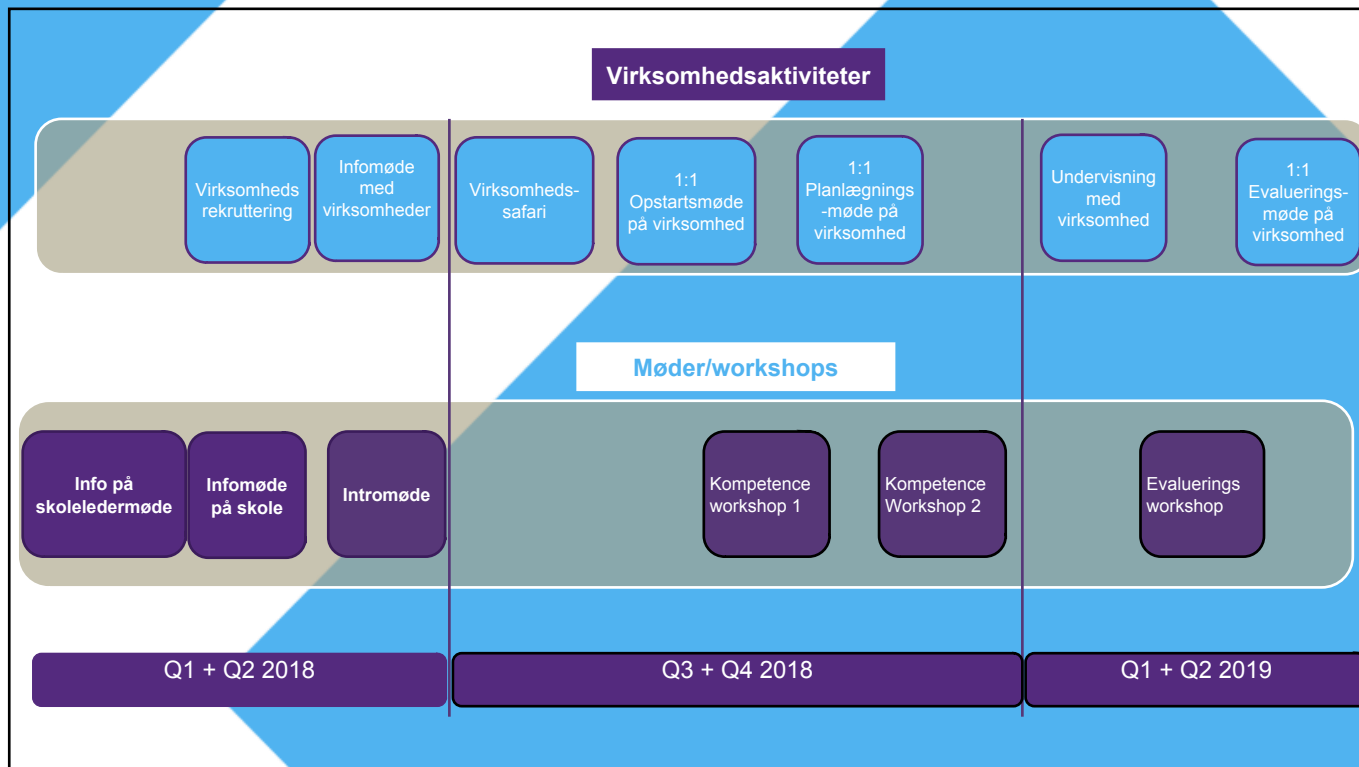 Virksomhedsaktiviteter
Virksomheds
rekruttering
Infomøde
med
virksomheder
Virksomheds-
safari
1:1
Opstartsmøde
på virksomhed
1:1
Planlægnings
-møde på
virksomhed
Undervisning
med
virksomhed
1:1
Evaluerings-
møde på
virksomhed
Møder/workshops
Info på
skoleledermøde
Infomøde
på skole
Intromøde
Kompetence
workshop 1
Kompetence
Workshop 2
Evaluerings
workshop
Q1 + Q2 2018
Q3 + Q4 2018
Q1 + Q2 2019